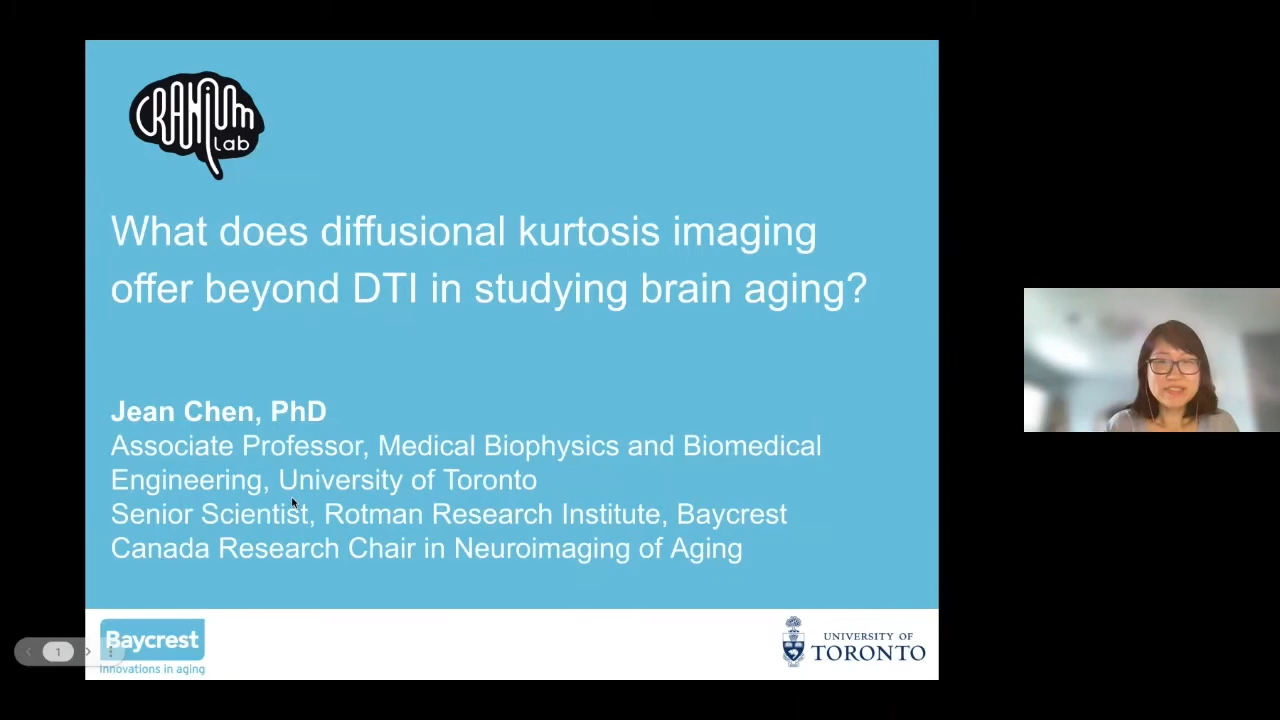 CRANIUM
lab
What does diffusional kurtosis imaging
offer beyond DTI in studying brain aging?
Jean Chen, PhD
Associate Professor, Medical Biophysics and Biomedical
Engineering, University of Toronto
Senior Scientist, Rotman Research Institute, Baycrest
Canada Research Chair in Neuroimaging of Aging
Baycrest
Innovations in aging
1
UNIVERSITY OF
TORONTO